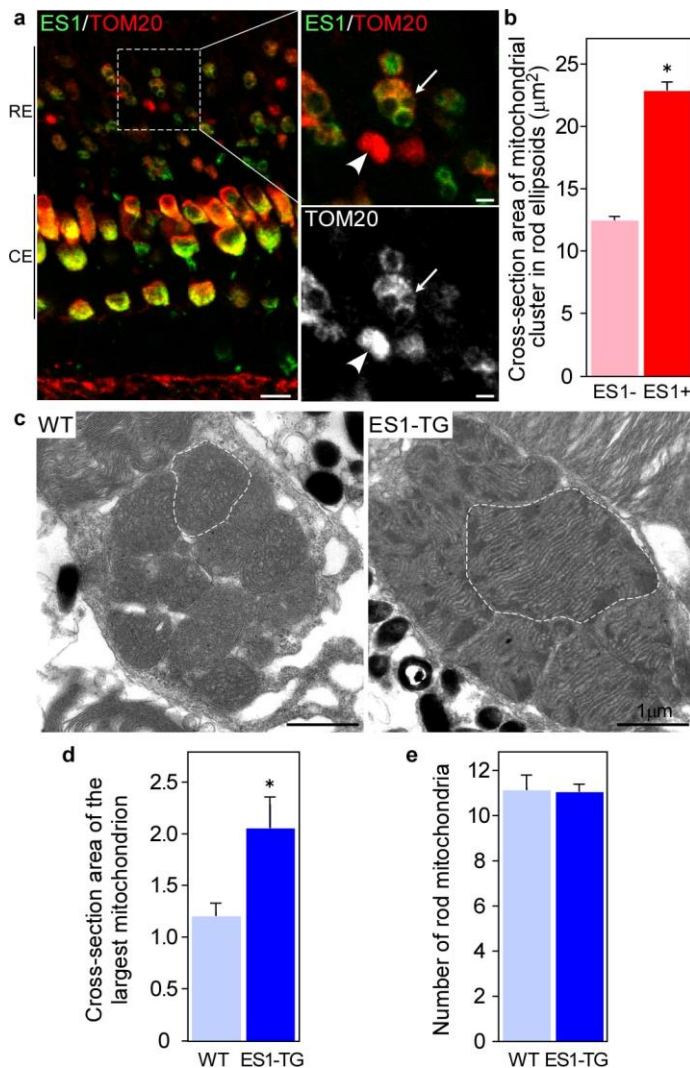 a
ES1/TOM20
RE
CE
ES1/TOM20
TOM20
b
Cross-section area of mitochondrial
cluster in rod ellipsoids (μm²)
25
20
15
10
5
0
*
ES1- ES1+
c
WT
ES1-TG
1μm
d
Cross-section area of the
largest mitochondrion
2.5
2.0
1.5
1.0
0.5
0.0
*
WT ES1-TG
e
Number of rod mitochondria
12
10
8
6
4
2
0
WT ES1-TG